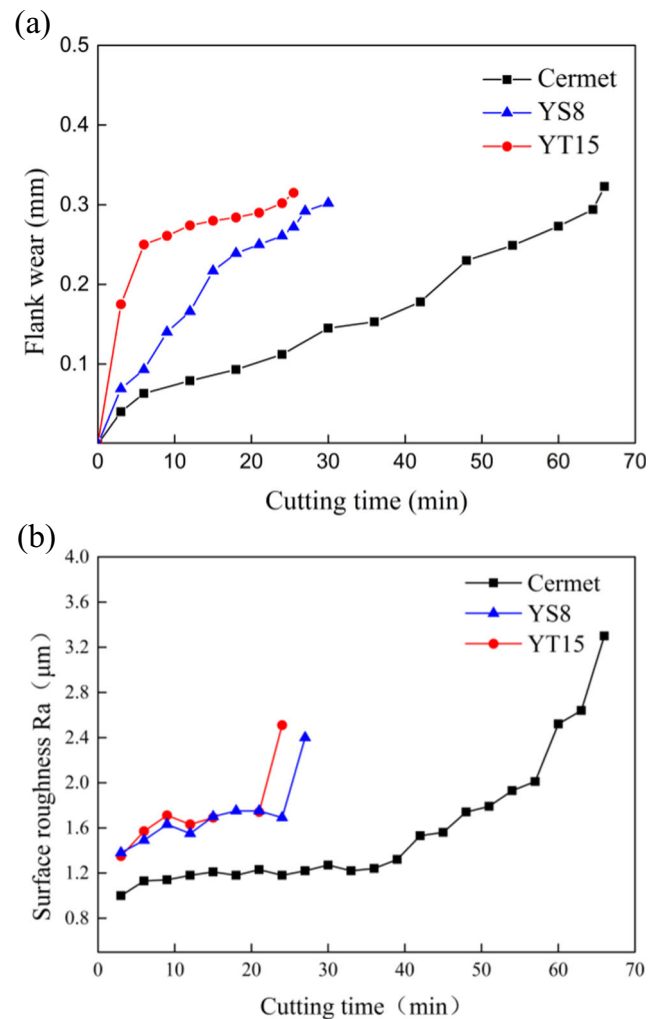 (a)
0.5
0.4
0.3
0.2
0.1
0 10 20 30 40 50 60 70
Flank wear (mm)
Cutting time (min)
Cermet
YS8
YT15
(b)
4.0
3.6
3.2
2.8
2.4
2.0
1.6
1.2
0.8
0 10 20 30 40 50 60 70
Surface roughness Ra（μm）
Cutting time（min）
Cermet
YS8
YT15